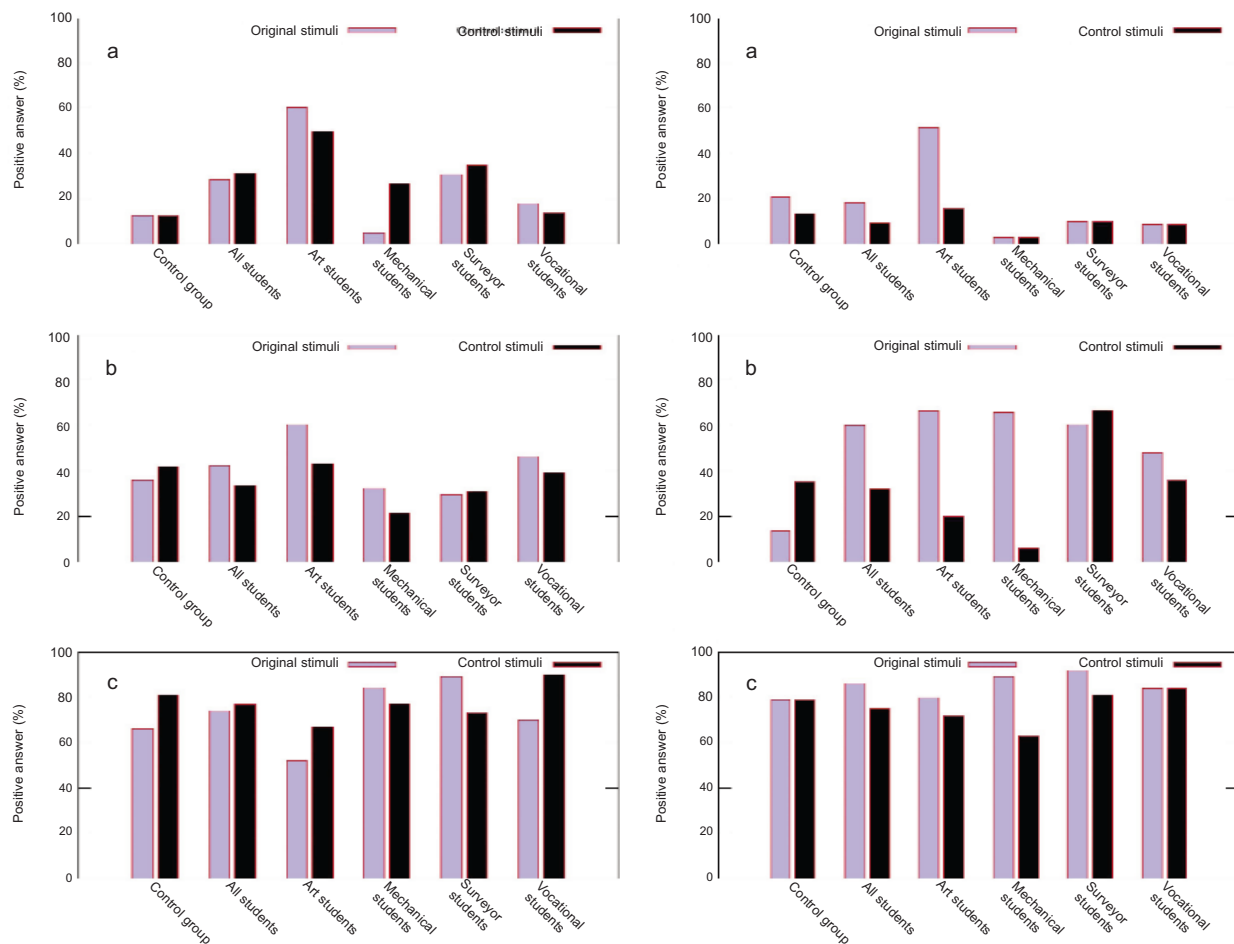 100
80
60
40
20
0
Positive answer (%)
a
Original stimuli
Control stimuli
Control group
All students
Art students
Mechanical
students
Surveyor
students
Vocational
students
100
80
60
40
20
0
Positive answer (%)
a
Original stimuli
Control stimuli
Control group
All students
Art students
Mechanical
students
Surveyor
students
Vocational
students
100
80
60
40
20
0
Positive answer (%)
b
Original stimuli
Control stimuli
Control group
All students
Art students
Mechanical
students
Surveyor
students
Vocational
students
100
80
60
40
20
0
Positive answer (%)
b
Original stimuli
Control stimuli
Control group
All students
Art students
Mechanical
students
Surveyor
students
Vocational
students
100
80
60
40
20
0
Positive answer (%)
c
Original stimuli
Control stimuli
Control group
All students
Art students
Mechanical
students
Surveyor
students
Vocational
students
100
80
60
40
20
0
Positive answer (%)
c
Original stimuli
Control stimuli
Control group
All students
Art students
Mechanical
students
Surveyor
students
Vocational
students